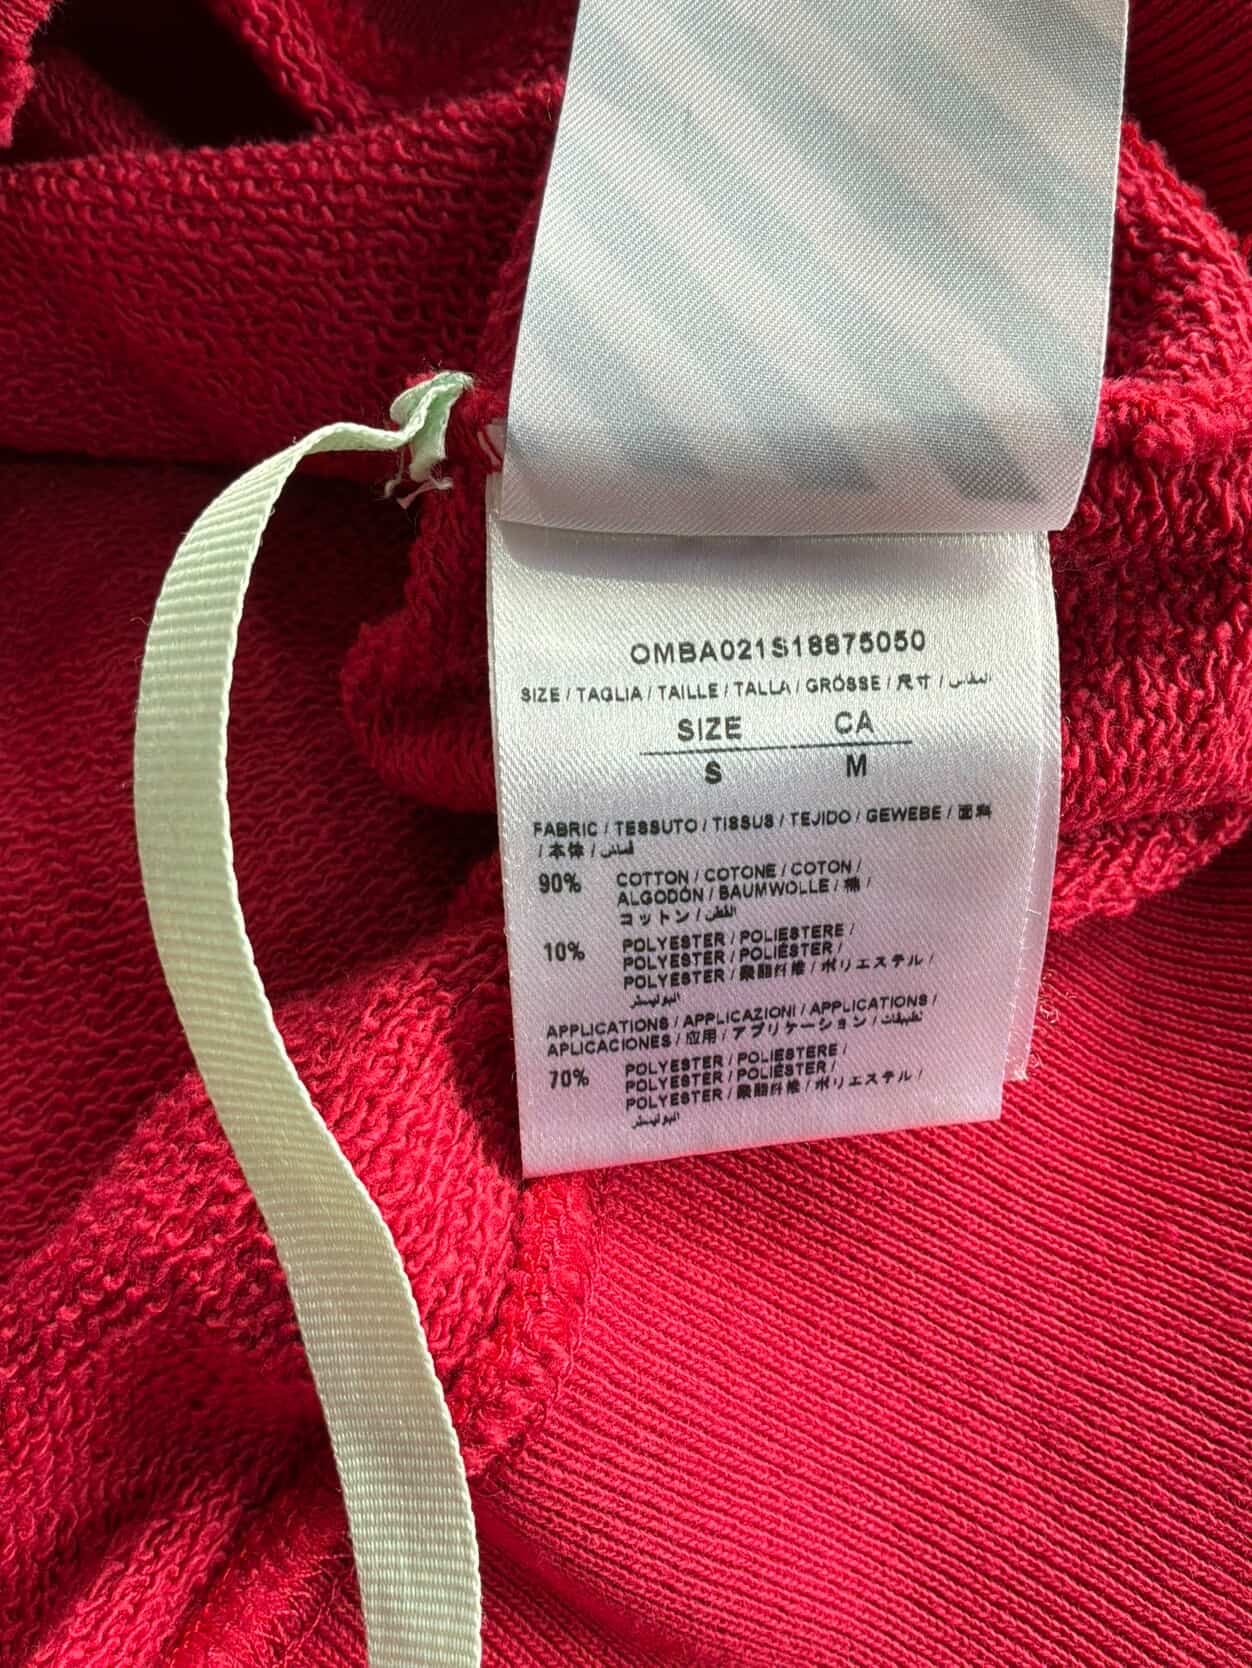 OMBA021S18875050
SIZE / TAGLIA / TAILLE / TALLA / GRÖSSE / 尺寸 / المقاس
SIZE CA
S M
FABRIC / TESSUTO / TISSUS / TEJIDO / GEWEBE / 面料
/ 本体 / قماش
90% COTTON / COTONE / COTON /
ALGODÓN / BAUMWOLLE / 棉 /
コットン / القطن
10% POLYESTER / POLIESTERE /
POLYESTER / POLIÉSTER /
POLYESTER / 聚酯纤维 / ポリエステル /
البوليستر
APPLICATIONS / APPLICAZIONI / APPLICATIONS /
APLICACIONES / 应用 / アプリケーション / تطبيقات
70% POLYESTER / POLIESTERE /
POLYESTER / POLIÉSTER /
POLYESTER / 聚酯纤维 / ポリエステル /
البوليستر